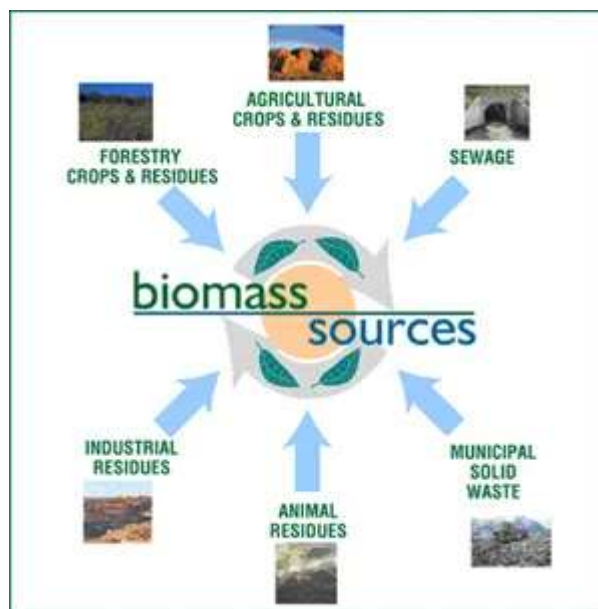 AGRICULTURAL
CROPS & RESIDUES
FORESTRY
CROPS & RESIDUES
SEWAGE
biomass
sources
INDUSTRIAL
RESIDUES
ANIMAL
RESIDUES
MUNICIPAL
SOLID
WASTE